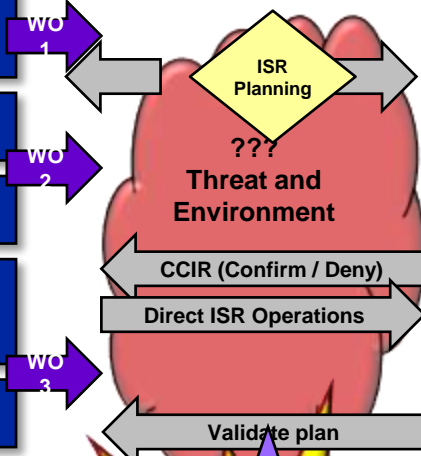 WO
1
ISR
Planning
???
Threat and
Environment
WO
2
CCIR (Confirm / Deny)
Direct ISR Operations
WO
3
Validate plan